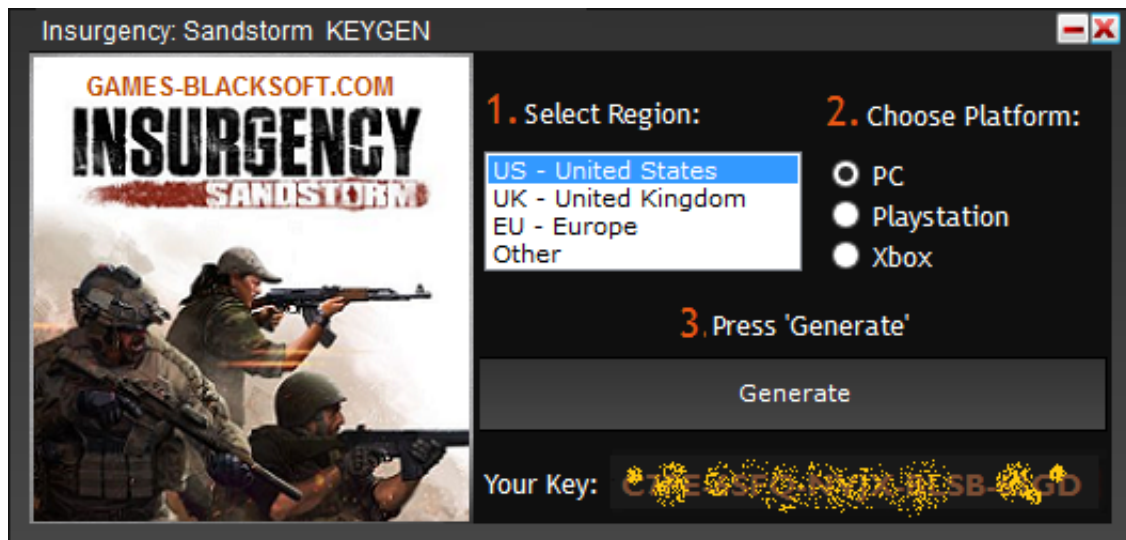 Insurgency: Sandstorm KEYGEN
GAMES-BLACKSOFT.COM
INSURGENCY
SANDSTORM
1. Select Region:
US - United States
UK - United Kingdom
EU - Europe
Other
2. Choose Platform:
PC
Playstation
Xbox
3. Press 'Generate'
Generate
Your Key: